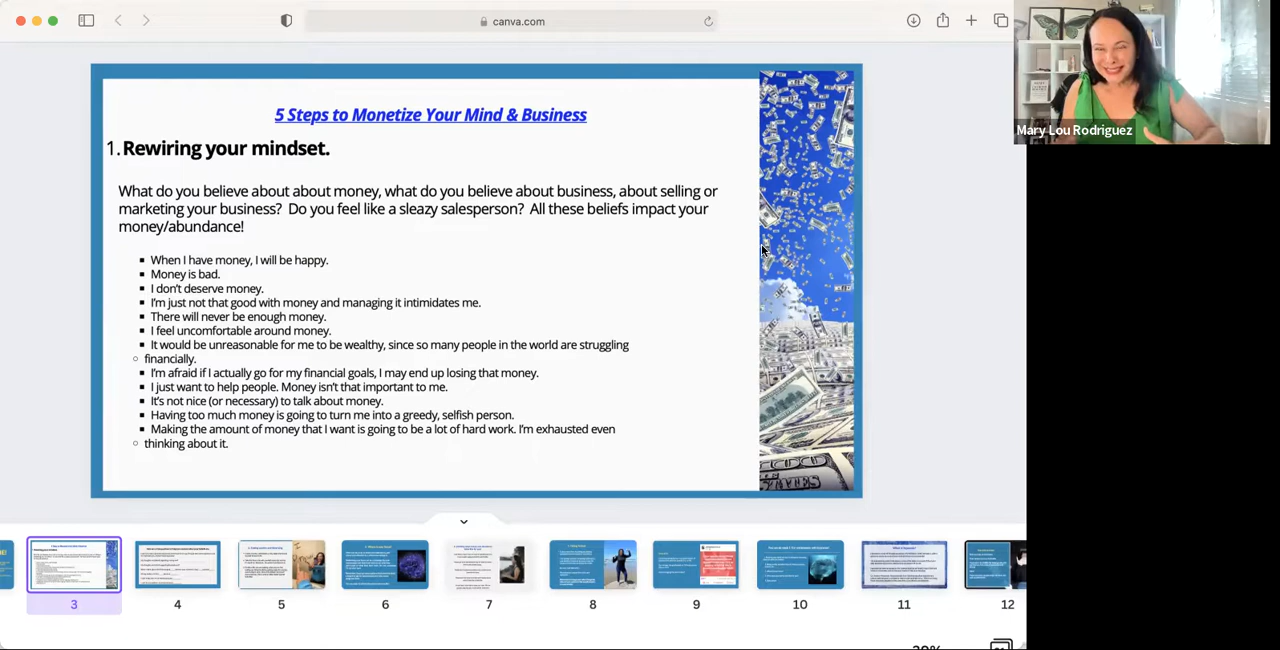 canva.com
Mary Lou Rodriguez
5 Steps to Monetize Your Mind & Business
1. Rewiring your mindset.
What do you believe about about money, what do you believe about business, about selling or
marketing your business? Do you feel like a sleazy salesperson? All these beliefs impact your
money/abundance!
▪ When I have money, I will be happy.
▪ Money is bad.
▪ I don’t deserve money.
▪ I’m just not that good with money and managing it intimidates me.
▪ There will never be enough money.
▪ I feel uncomfortable around money.
▪ It would be unreasonable for me to be wealthy, since so many people in the world are struggling
○ financially.
▪ I’m afraid if I actually go for my financial goals, I may end up losing that money.
▪ I just want to help people. Money isn’t that important to me.
▪ It’s not nice (or necessary) to talk about money.
▪ Having too much money is going to turn me into a greedy, selfish person.
▪ Making the amount of money that I want is going to be a lot of hard work. I’m exhausted even
○ thinking about it.
3 4 5 6 7 8 9 10 11 12